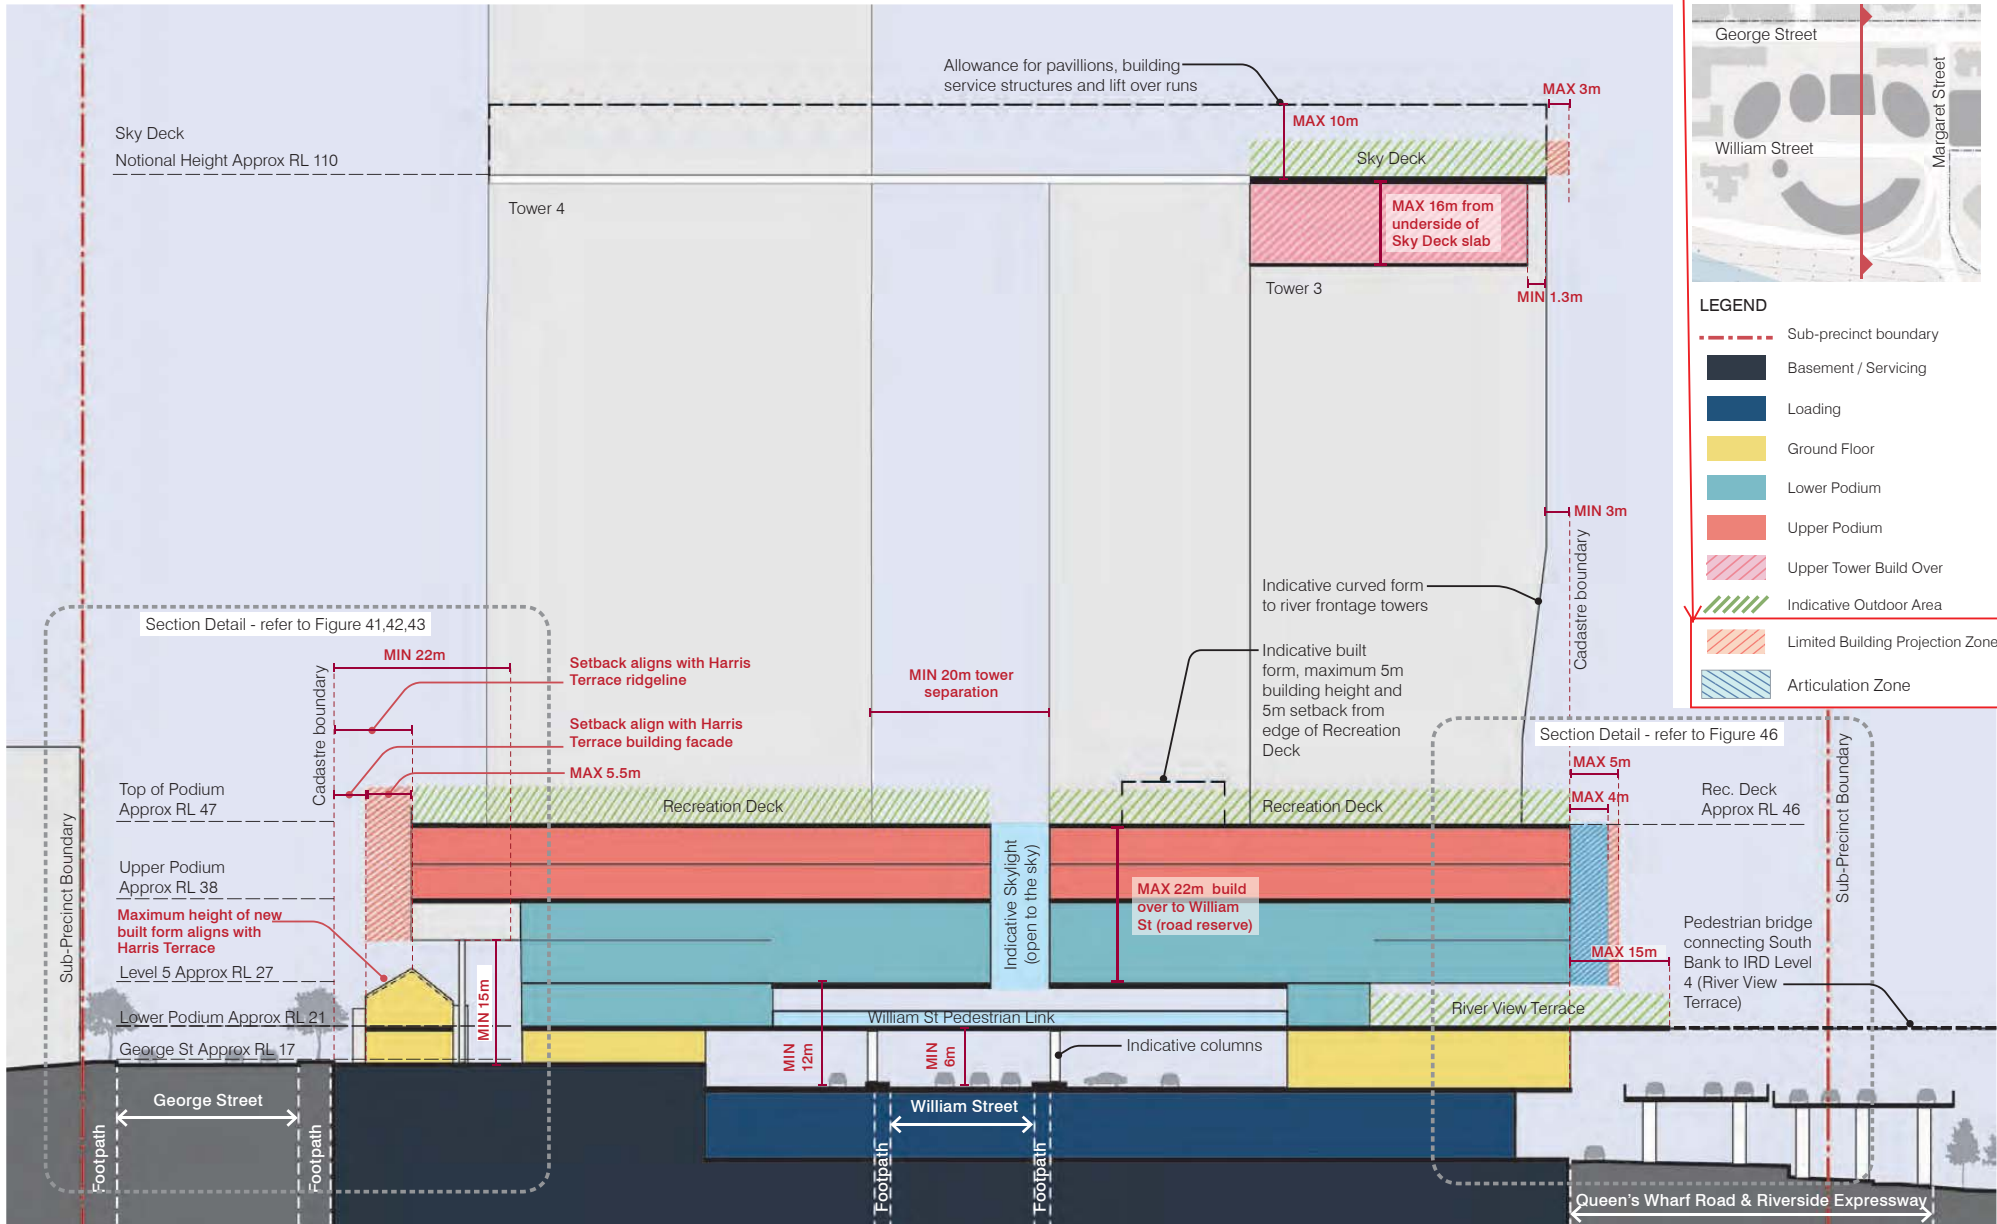 Allowance for pavillions, building
service structures and lift over runs
MAX 3m
MAX 10m
Sky Deck
Notional Height Approx RL 110
Sky Deck
Tower 4
MAX 16m from
underside of
Sky Deck slab
Tower 3
MIN 1.3m
MIN 3m
Cadastre boundary
Indicative curved form
to river frontage towers
Indicative built
form, maximum 5m
building height and
5m setback from
edge of Recreation
Deck
Section Detail - refer to Figure 41,42,43
MIN 22m
Cadastre boundary
Setback aligns with Harris
Terrace ridgeline
Setback align with Harris
Terrace building facade
MAX 5.5m
MIN 20m tower
separation
Section Detail - refer to Figure 46
MAX 5m
MAX 4m
Rec. Deck
Approx RL 46
Sub-Precinct Boundary
Top of Podium
Approx RL 47
Recreation Deck
Recreation Deck
Sub-Precinct Boundary
Upper Podium
Approx RL 38
Maximum height of new
built form aligns with
Harris Terrace
Level 5 Approx RL 27
Lower Podium Approx RL 21
George St Approx RL 17
MIN 15m
Indicative Skylight
(open to the sky)
MAX 22m build
over to William
St (road reserve)
MAX 15m
Pedestrian bridge
connecting South
Bank to IRD Level
4 (River View
Terrace)
River View Terrace
William St Pedestrian Link
MIN
12m
MIN
6m
Indicative columns
George Street
Footpath
Footpath
William Street
Footpath
Footpath
Queen's Wharf Road & Riverside Expressway
George Street
William Street
Margaret Street
LEGEND
Sub-precinct boundary
Basement / Servicing
Loading
Ground Floor
Lower Podium
Upper Podium
Upper Tower Build Over
Indicative Outdoor Area
Limited Building Projection Zone
Articulation Zone